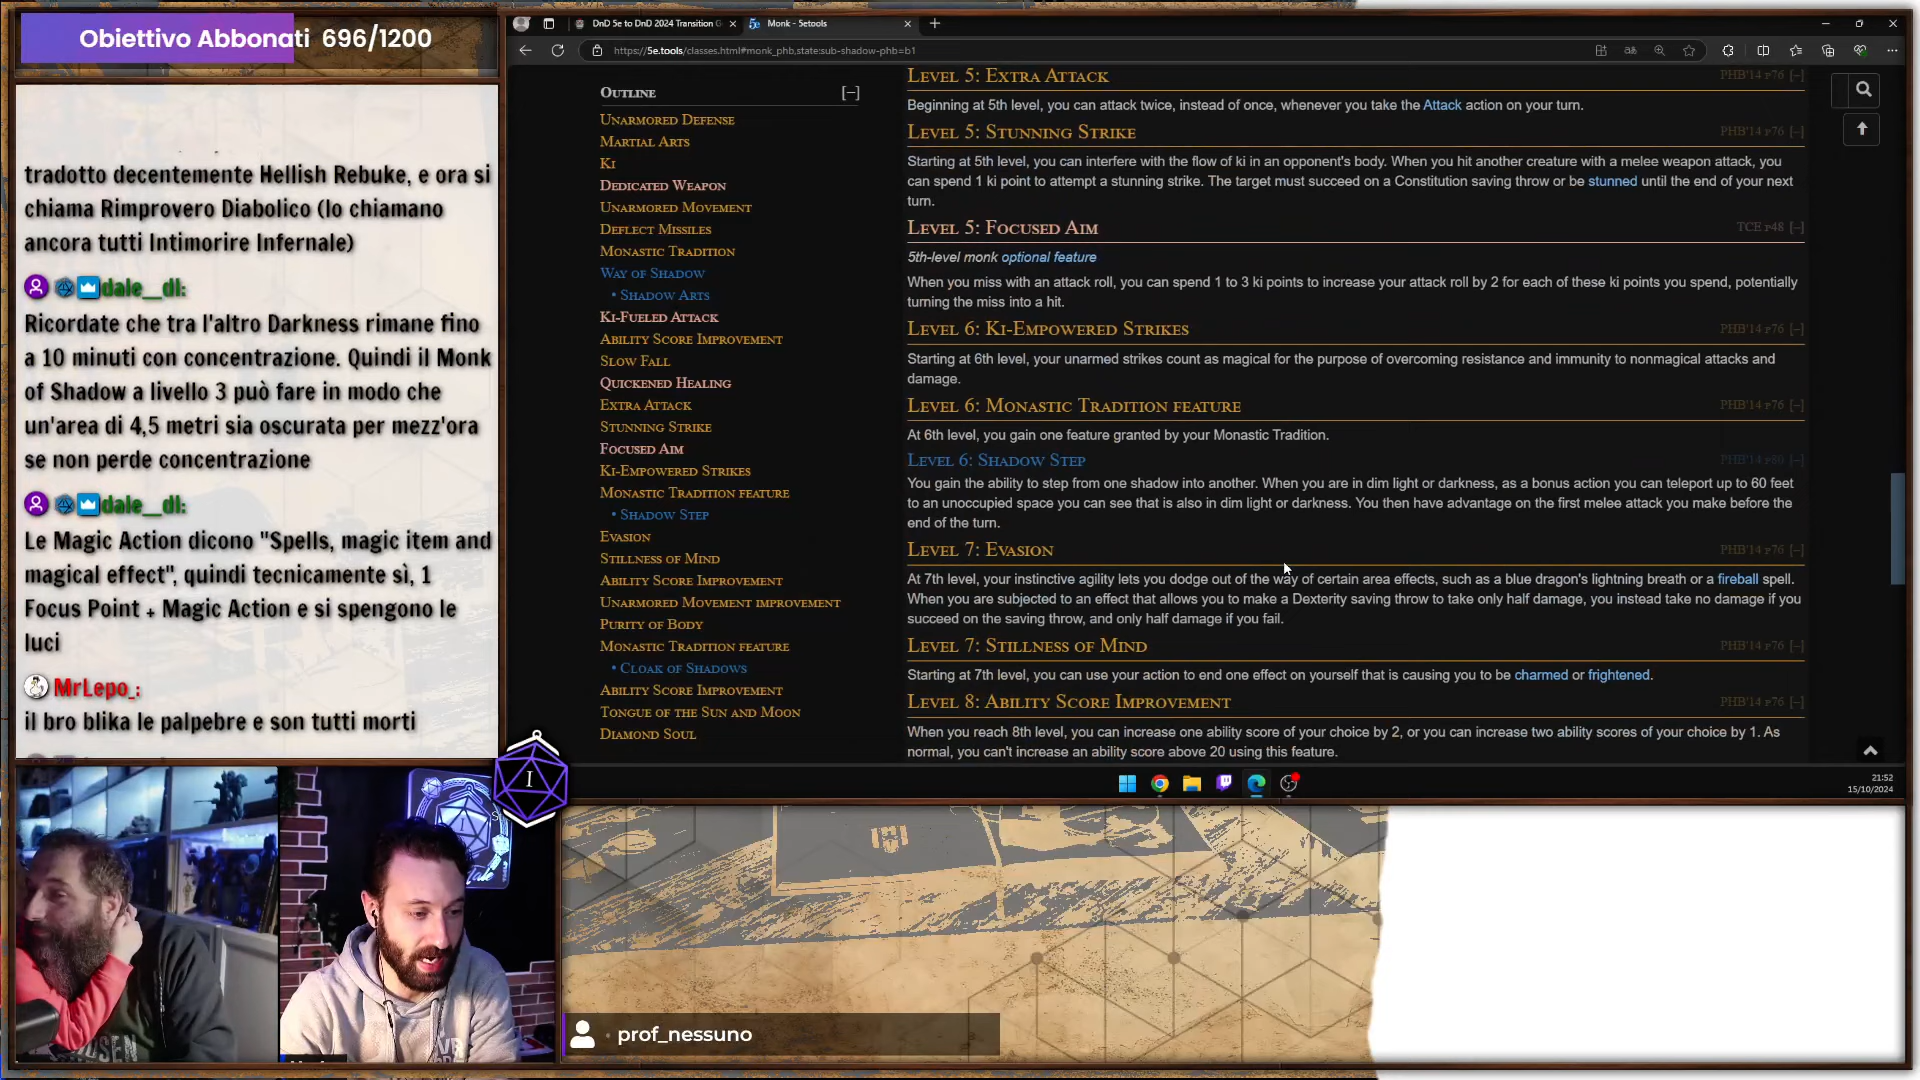 Obiettivo Abbonati 696/1200
tradotto decentemente Hellish Rebuke, e ora si
chiama Rimprovero Diabolico (lo chiamano
ancora tutti Intimorire Infernale)
dale__dl:
Ricordate che tra l'altro Darkness rimane fino
a 10 minuti con concentrazione. Quindi il Monk
of Shadow a livello 3 può fare in modo che
un'area di 4,5 metri sia oscurata per mezz'ora
se non perde concentrazione
dale__dl:
Le Magic Action dicono "Spells, magic item and
magical effect", quindi tecnicamente sì, 1
Focus Point + Magic Action e si spengono le
luci
MrLepo_:
il bro blika le palpebre e son tutti morti
DnD 5e to DnD 2024 Transition G
Monk - 5etools
https://5e.tools/classes.html#monk_phb,state:sub-shadow-phb=b1
Outline [–]
Unarmored Defense
Martial Arts
Ki
Dedicated Weapon
Unarmored Movement
Deflect Missiles
Monastic Tradition
Way of Shadow
• Shadow Arts
Ki-Fueled Attack
Ability Score Improvement
Slow Fall
Quickened Healing
Extra Attack
Stunning Strike
Focused Aim
Ki-Empowered Strikes
Monastic Tradition feature
• Shadow Step
Evasion
Stillness of Mind
Ability Score Improvement
Unarmored Movement improvement
Purity of Body
Monastic Tradition feature
• Cloak of Shadows
Ability Score Improvement
Tongue of the Sun and Moon
Diamond Soul
Level 5: Extra Attack PHB'14 p76 [–]
Beginning at 5th level, you can attack twice, instead of once, whenever you take the Attack action on your turn.
Level 5: Stunning Strike PHB'14 p76 [–]
Starting at 5th level, you can interfere with the flow of ki in an opponent's body. When you hit another creature with a melee weapon attack, you
can spend 1 ki point to attempt a stunning strike. The target must succeed on a Constitution saving throw or be stunned until the end of your next
turn.
Level 5: Focused Aim TCE p48 [–]
5th-level monk optional feature
When you miss with an attack roll, you can spend 1 to 3 ki points to increase your attack roll by 2 for each of these ki points you spend, potentially
turning the miss into a hit.
Level 6: Ki-Empowered Strikes PHB'14 p76 [–]
Starting at 6th level, your unarmed strikes count as magical for the purpose of overcoming resistance and immunity to nonmagical attacks and
damage.
Level 6: Monastic Tradition feature PHB'14 p76 [–]
At 6th level, you gain one feature granted by your Monastic Tradition.
Level 6: Shadow Step PHB'14 p80 [–]
You gain the ability to step from one shadow into another. When you are in dim light or darkness, as a bonus action you can teleport up to 60 feet
to an unoccupied space you can see that is also in dim light or darkness. You then have advantage on the first melee attack you make before the
end of the turn.
Level 7: Evasion PHB'14 p76 [–]
At 7th level, your instinctive agility lets you dodge out of the way of certain area effects, such as a blue dragon's lightning breath or a fireball spell.
When you are subjected to an effect that allows you to make a Dexterity saving throw to take only half damage, you instead take no damage if you
succeed on the saving throw, and only half damage if you fail.
Level 7: Stillness of Mind PHB'14 p76 [–]
Starting at 7th level, you can use your action to end one effect on yourself that is causing you to be charmed or frightened.
Level 8: Ability Score Improvement PHB'14 p76 [–]
When you reach 8th level, you can increase one ability score of your choice by 2, or you can increase two ability scores of your choice by 1. As
normal, you can't increase an ability score above 20 using this feature.
21:52
15/10/2024
I
prof_nessuno